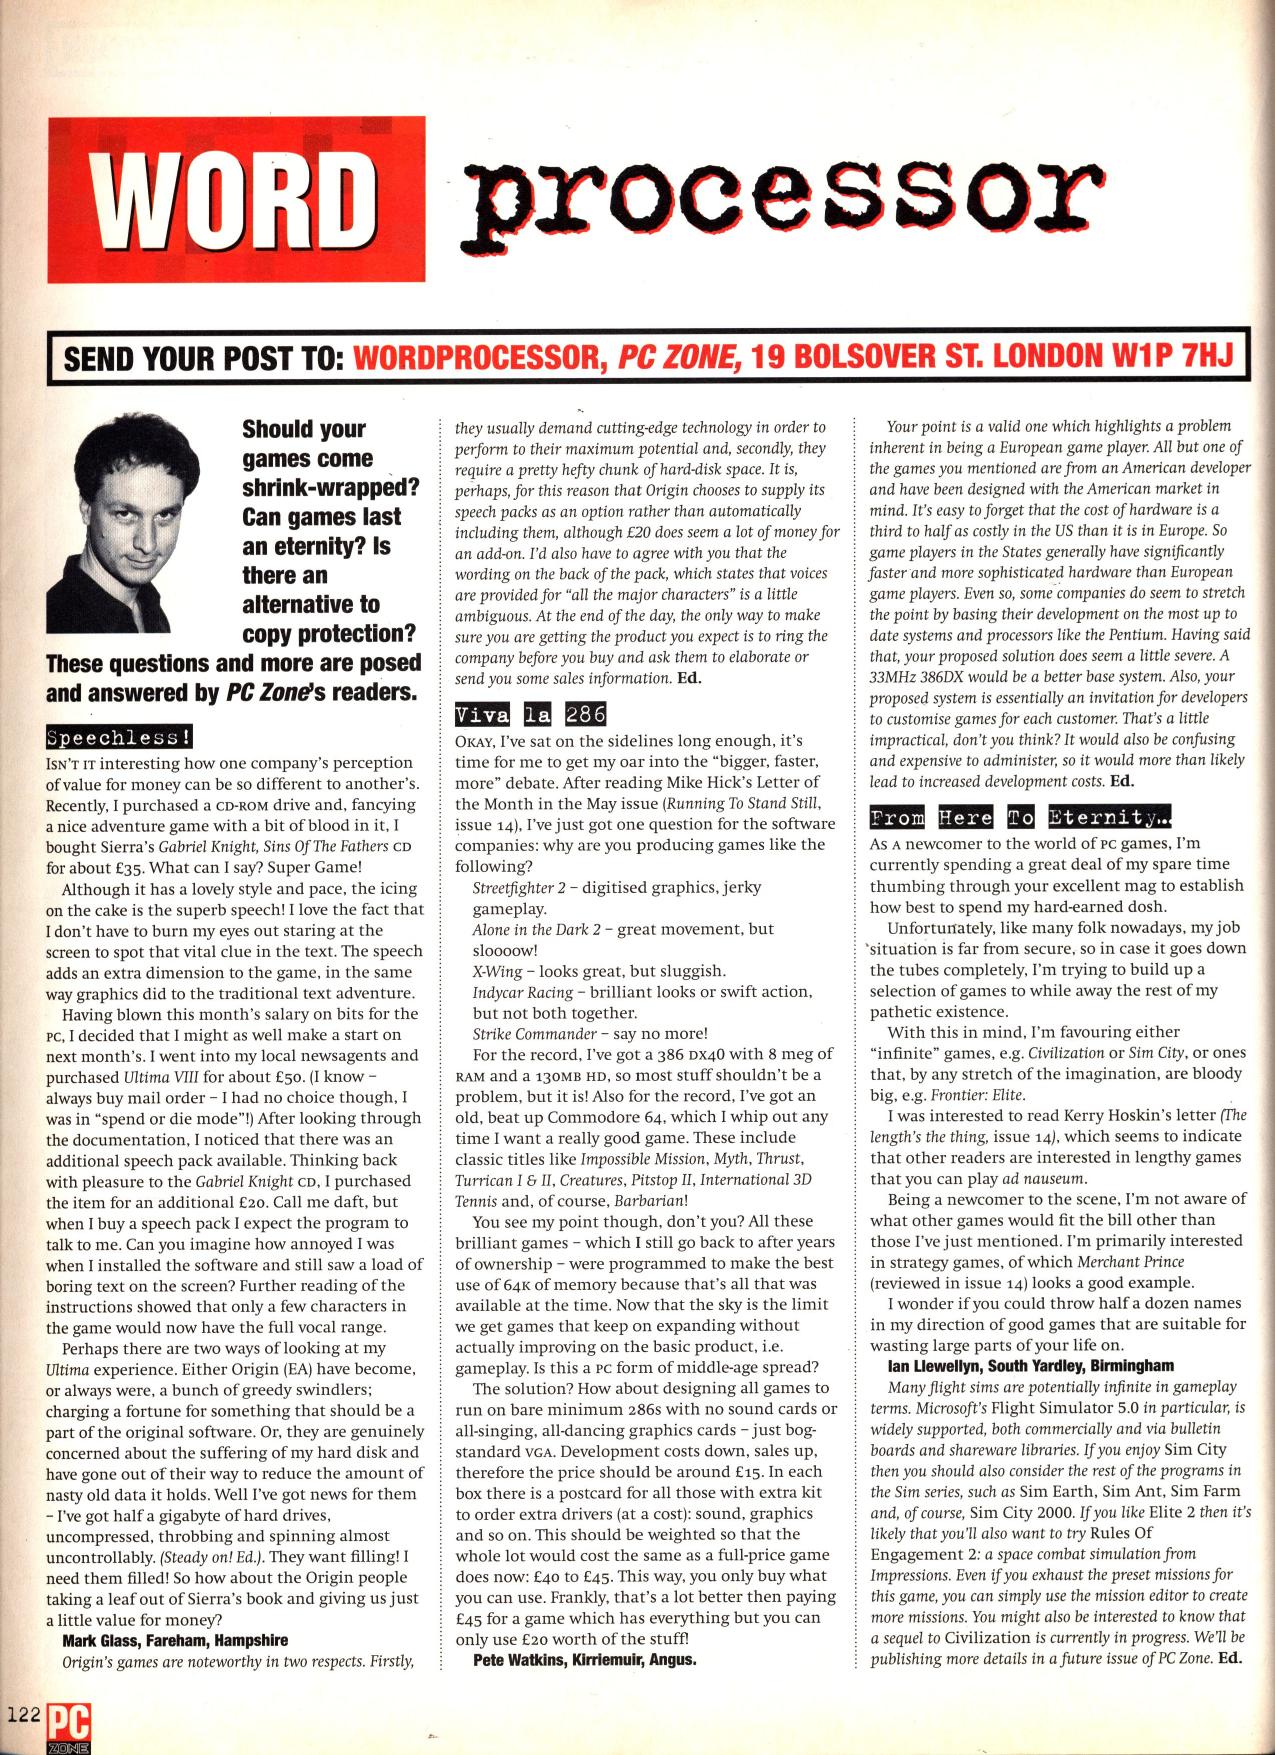 WORD processor
SEND YOUR POST TO: WORDPROCESSOR, PC ZONE, 19 BOLSOVER ST. LONDON W1P 7HJ
Should your
games come
shrink-wrapped?
Can games last
an eternity? Is
there an
alternative to
copy protection?
These questions and more are posed
and answered by PC Zone's readers.
Speechless!
ISN'T IT interesting how one company's perception
of value for money can be so different to another's.
Recently, I purchased a CD-ROM drive and, fancying
a nice adventure game with a bit of blood in it, I
bought Sierra's Gabriel Knight, Sins Of The Fathers CD
for about £35. What can I say? Super Game!
Although it has a lovely style and pace, the icing
on the cake is the superb speech! I love the fact that
I don't have to burn my eyes out staring at the
screen to spot that vital clue in the text. The speech
adds an extra dimension to the game, in the same
way graphics did to the traditional text adventure.
Having blown this month's salary on bits for the
PC, I decided that I might as well make a start on
next month's. I went into my local newsagents and
purchased Ultima VIII for about £50. (I know –
always buy mail order – I had no choice though, I
was in "spend or die mode"!) After looking through
the documentation, I noticed that there was an
additional speech pack available. Thinking back
with pleasure to the Gabriel Knight CD, I purchased
the item for an additional £20. Call me daft, but
when I buy a speech pack I expect the program to
talk to me. Can you imagine how annoyed I was
when I installed the software and still saw a load of
boring text on the screen? Further reading of the
instructions showed that only a few characters in
the game would now have the full vocal range.
Perhaps there are two ways of looking at my
Ultima experience. Either Origin (EA) have become,
or always were, a bunch of greedy swindlers;
charging a fortune for something that should be a
part of the original software. Or, they are genuinely
concerned about the suffering of my hard disk and
have gone out of their way to reduce the amount of
nasty old data it holds. Well I've got news for them
– I've got half a gigabyte of hard drives,
uncompressed, throbbing and spinning almost
uncontrollably. (Steady on! Ed.). They want filling! I
need them filled! So how about the Origin people
taking a leaf out of Sierra's book and giving us just
a little value for money?
Mark Glass, Fareham, Hampshire
Origin's games are noteworthy in two respects. Firstly,
they usually demand cutting-edge technology in order to
perform to their maximum potential and, secondly, they
require a pretty hefty chunk of hard-disk space. It is,
perhaps, for this reason that Origin chooses to supply its
speech packs as an option rather than automatically
including them, although £20 does seem a lot of money for
an add-on. I'd also have to agree with you that the
wording on the back of the pack, which states that voices
are provided for "all the major characters" is a little
ambiguous. At the end of the day, the only way to make
sure you are getting the product you expect is to ring the
company before you buy and ask them to elaborate or
send you some sales information. Ed.
Viva la 286
OKAY, I've sat on the sidelines long enough, it's
time for me to get my oar into the "bigger, faster,
more" debate. After reading Mike Hick's Letter of
the Month in the May issue (Running To Stand Still,
issue 14), I've just got one question for the software
companies: why are you producing games like the
following?
Streetfighter 2 – digitised graphics, jerky
gameplay.
Alone in the Dark 2 – great movement, but
sloooow!
X-Wing – looks great, but sluggish.
Indycar Racing – brilliant looks or swift action,
but not both together.
Strike Commander – say no more!
For the record, I've got a 386 DX40 with 8 meg of
RAM and a 130MB HD, so most stuff shouldn't be a
problem, but it is! Also for the record, I've got an
old, beat up Commodore 64, which I whip out any
time I want a really good game. These include
classic titles like Impossible Mission, Myth, Thrust,
Turrican I & II, Creatures, Pitstop II, International 3D
Tennis and, of course, Barbarian!
You see my point though, don't you? All these
brilliant games – which I still go back to after years
of ownership – were programmed to make the best
use of 64K of memory because that's all that was
available at the time. Now that the sky is the limit
we get games that keep on expanding without
actually improving on the basic product, i.e.
gameplay. Is this a PC form of middle-age spread?
The solution? How about designing all games to
run on bare minimum 286s with no sound cards or
all-singing, all-dancing graphics cards – just bog-
standard VGA. Development costs down, sales up,
therefore the price should be around £15. In each
box there is a postcard for all those with extra kit
to order extra drivers (at a cost): sound, graphics
and so on. This should be weighted so that the
whole lot would cost the same as a full-price game
does now: £40 to £45. This way, you only buy what
you can use. Frankly, that's a lot better then paying
£45 for a game which has everything but you can
only use £20 worth of the stuff!
Pete Watkins, Kirriemuir, Angus.
Your point is a valid one which highlights a problem
inherent in being a European game player. All but one of
the games you mentioned are from an American developer
and have been designed with the American market in
mind. It's easy to forget that the cost of hardware is a
third to half as costly in the US than it is in Europe. So
game players in the States generally have significantly
faster and more sophisticated hardware than European
game players. Even so, some companies do seem to stretch
the point by basing their development on the most up to
date systems and processors like the Pentium. Having said
that, your proposed solution does seem a little severe. A
33MHz 386DX would be a better base system. Also, your
proposed system is essentially an invitation for developers
to customise games for each customer. That's a little
impractical, don't you think? It would also be confusing
and expensive to administer, so it would more than likely
lead to increased development costs. Ed.
From Here To Eternity...
AS A newcomer to the world of PC games, I'm
currently spending a great deal of my spare time
thumbing through your excellent mag to establish
how best to spend my hard-earned dosh.
Unfortunately, like many folk nowadays, my job
situation is far from secure, so in case it goes down
the tubes completely, I'm trying to build up a
selection of games to while away the rest of my
pathetic existence.
With this in mind, I'm favouring either
"infinite" games, e.g. Civilization or Sim City, or ones
that, by any stretch of the imagination, are bloody
big, e.g. Frontier: Elite.
I was interested to read Kerry Hoskin's letter (The
length's the thing, issue 14), which seems to indicate
that other readers are interested in lengthy games
that you can play ad nauseum.
Being a newcomer to the scene, I'm not aware of
what other games would fit the bill other than
those I've just mentioned. I'm primarily interested
in strategy games, of which Merchant Prince
(reviewed in issue 14) looks a good example.
I wonder if you could throw half a dozen names
in my direction of good games that are suitable for
wasting large parts of your life on.
Ian Llewellyn, South Yardley, Birmingham
Many flight sims are potentially infinite in gameplay
terms. Microsoft's Flight Simulator 5.0 in particular, is
widely supported, both commercially and via bulletin
boards and shareware libraries. If you enjoy Sim City
then you should also consider the rest of the programs in
the Sim series, such as Sim Earth, Sim Ant, Sim Farm
and, of course, Sim City 2000. If you like Elite 2 then it's
likely that you'll also want to try Rules Of
Engagement 2: a space combat simulation from
Impressions. Even if you exhaust the preset missions for
this game, you can simply use the mission editor to create
more missions. You might also be interested to know that
a sequel to Civilization is currently in progress. We'll be
publishing more details in a future issue of PC Zone. Ed.
122 PC
ZONE